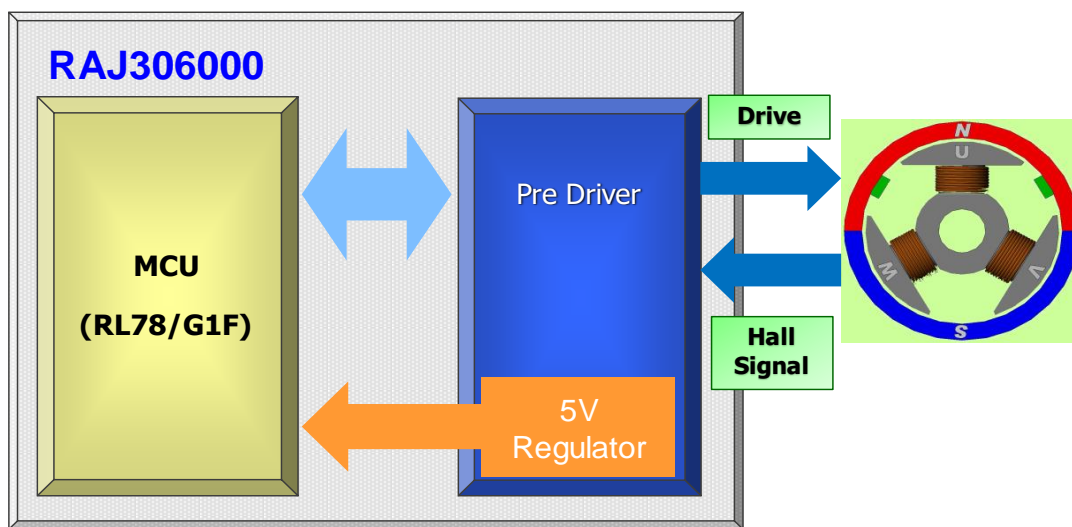 RAJ306000
MCU
(RL78/G1F)
Pre Driver
5V
Regulator
Drive
Hall
Signal
N
U
W
V
S